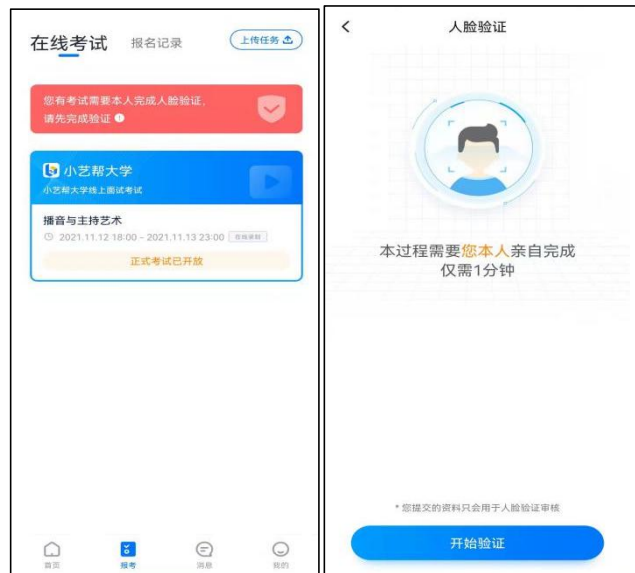 在线考试
报名记录
上传任务
您有考试需要本人完成人脸验证,
请先完成验证
小艺帮大学
小艺帮大学线上面试考试
播音与主持艺术
2021.11.12 18:00 - 2021.11.13 23:00
正式考试已开放
首页
报考
消息
我的
人脸验证
本过程需要您本人亲自完成
仅需1分钟
*您提交的资料只会用于人脸验证审核
开始验证